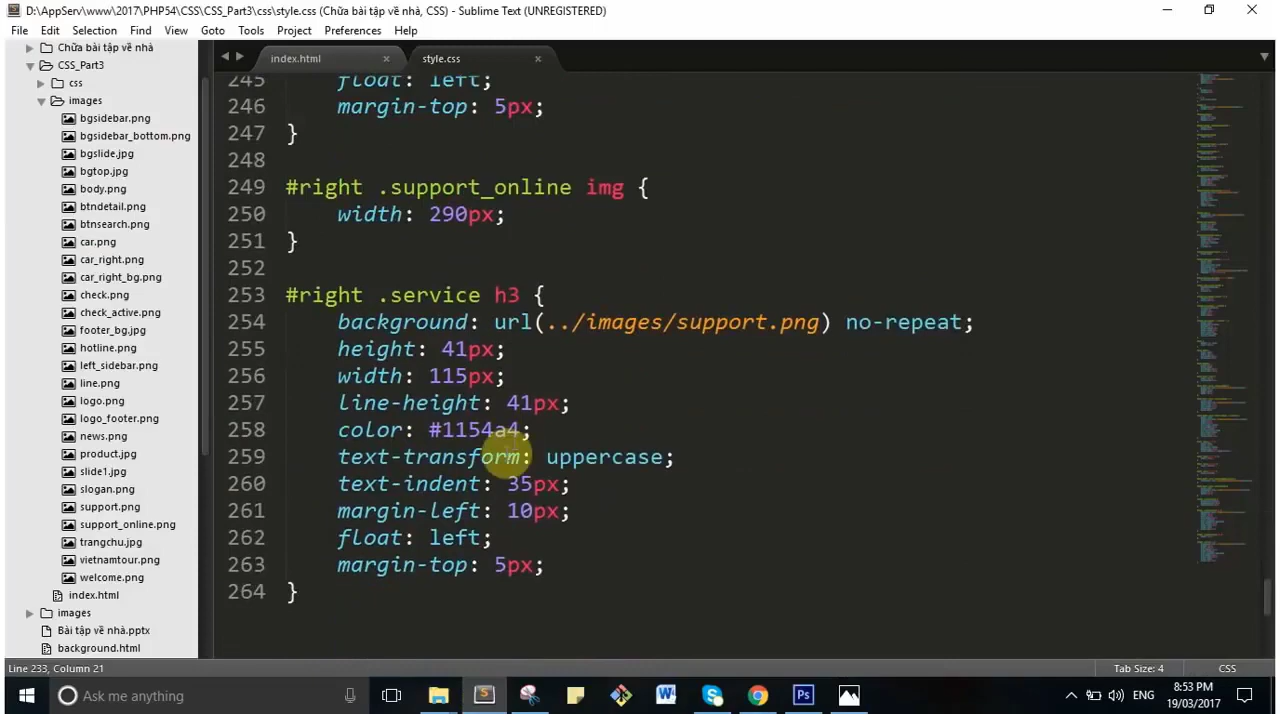 D:\AppServ\www\2017\PHP54\CSS\CSS_Part3\css\style.css (Chữa bài tập về nhà, CSS) - Sublime Text (UNREGISTERED)
File Edit Selection Find View Goto Tools Project Preferences Help
Chữa bài tập về nhà
CSS_Part3
css
images
bgsidebar.png
bgsidebar_bottom.png
bgslide.jpg
bgtop.jpg
body.png
btndetail.png
btnsearch.png
car.png
car_right.png
car_right_bg.png
check.png
check_active.png
footer_bg.jpg
hotline.png
left_sidebar.png
line.png
logo.png
logo_footer.png
news.png
product.jpg
slide1.jpg
slogan.png
support.png
support_online.png
trangchu.jpg
vietnamtour.png
welcome.png
index.html
images
Bài tập về nhà.pptx
background.html
index.html style.css
245 float: left;
246 margin-top: 5px;
247 }
248
249 #right .support_online img {
250 width: 290px;
251 }
252
253 #right .service h3 {
254 background: url(../images/support.png) no-repeat;
255 height: 41px;
256 width: 115px;
257 line-height: 41px;
258 color: #1154a4;
259 text-transform: uppercase;
260 text-indent: 35px;
261 margin-left: 10px;
262 float: left;
263 margin-top: 5px;
264 }
Line 233, Column 21 Tab Size: 4 CSS
Ask me anything
ENG
8:53 PM
19/03/2017